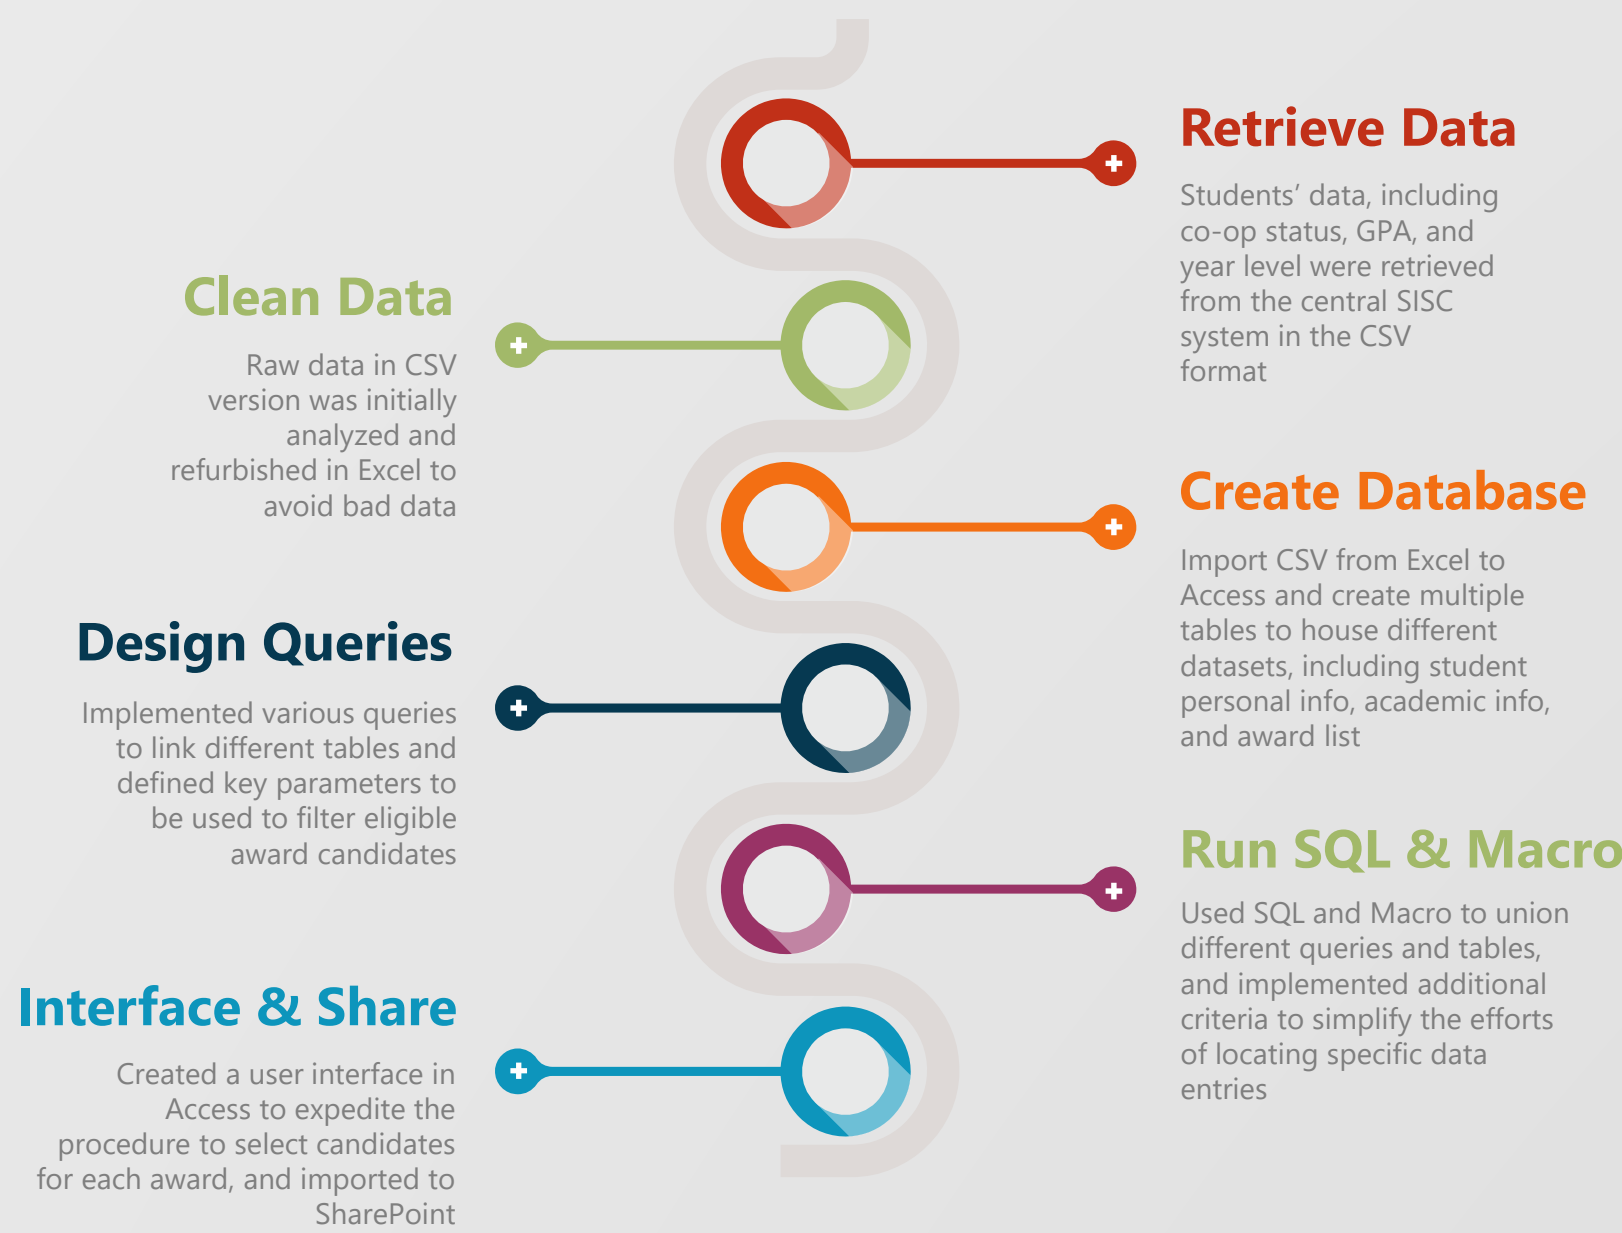 Retrieve Data
Students’ data, including
co-op status, GPA, and
year level were retrieved
from the central SISC
system in the CSV
format
Clean Data
Raw data in CSV
version was initially
analyzed and
refurbished in Excel to
avoid bad data
Create Database
Import CSV from Excel to
Access and create multiple
tables to house different
datasets, including student
personal info, academic info,
and award list
Design Queries
Implemented various queries
to link different tables and
defined key parameters to
be used to filter eligible
award candidates
Run SQL & Macro
Used SQL and Macro to union
different queries and tables,
and implemented additional
criteria to simplify the efforts
of locating specific data
entries
Interface & Share
Created a user interface in
Access to expedite the
procedure to select candidates
for each award, and imported to
SharePoint